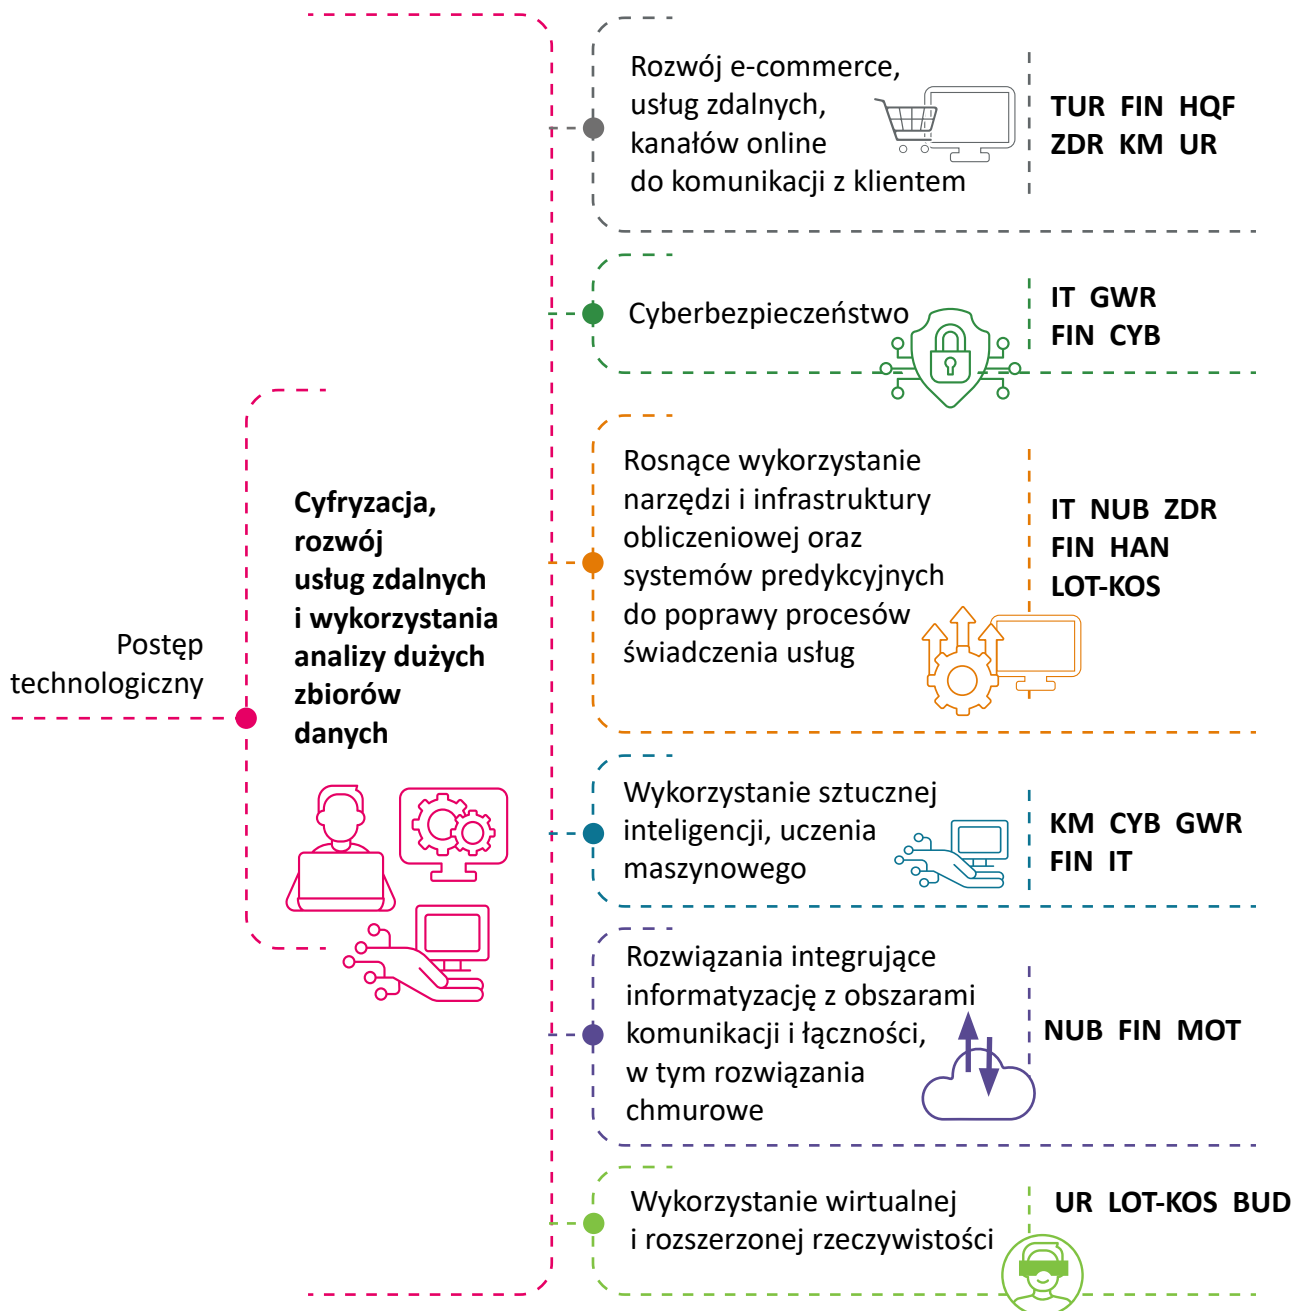 Postęp
technologiczny
Cyfryzacja,
rozwój
usług zdalnych
i wykorzystania
analizy dużych
zbiorów
danych
Rozwój e-commerce,
usług zdalnych,
kanałów online
do komunikacji z klientem
TUR FIN HQF
ZDR KM UR
Cyberbezpieczeństwo
IT GWR
FIN CYB
Rosnące wykorzystanie
narzędzi i infrastruktury
obliczeniowej oraz
systemów predykcyjnych
do poprawy procesów
świadczenia usług
IT NUB ZDR
FIN HAN
LOT-KOS
Wykorzystanie sztucznej
inteligencji, uczenia
maszynowego
KM CYB GWR
FIN IT
Rozwiązania integrujące
informatyzację z obszarami
komunikacji i łączności,
w tym rozwiązania
chmurowe
NUB FIN MOT
Wykorzystanie wirtualnej
i rozszerzonej rzeczywistości
UR LOT-KOS BUD